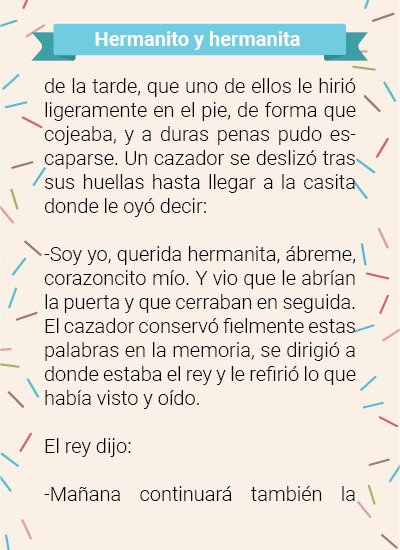 Hermanito y hermanita
de la tarde, que uno de ellos le hirió
ligeramente en el pie, de forma que
cojeaba, y a duras penas pudo es-
caparse. Un cazador se deslizó tras
sus huellas hasta llegar a la casita
donde le oyó decir:
-Soy yo, querida hermanita, ábreme,
corazoncito mío. Y vio que le abrían
la puerta y que cerraban en seguida.
El cazador conservó fielmente estas
palabras en la memoria, se dirigió a
donde estaba el rey y le refirió lo que
había visto y oído.
El rey dijo:
-Mañana continuará también la